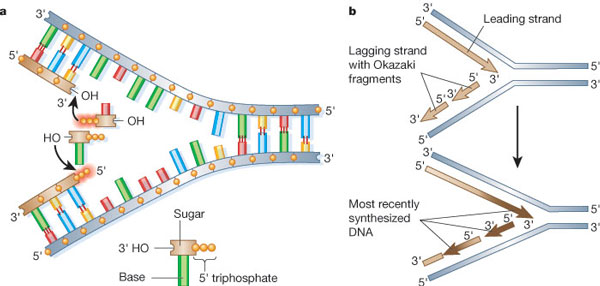 a
3'
5'
3'
OH
OH
HO
5'
3'
5'
5'
3'
Sugar
3' HO
Base
5' triphosphate
b
3'
5'
Leading strand
Lagging strand
with Okazaki
fragments
5'
3'
3'
5'
3'
5'
3'
5'
3'
5'
Most recently
synthesized
DNA
5'
3'
5'
3'
5'
3'
3'
5'